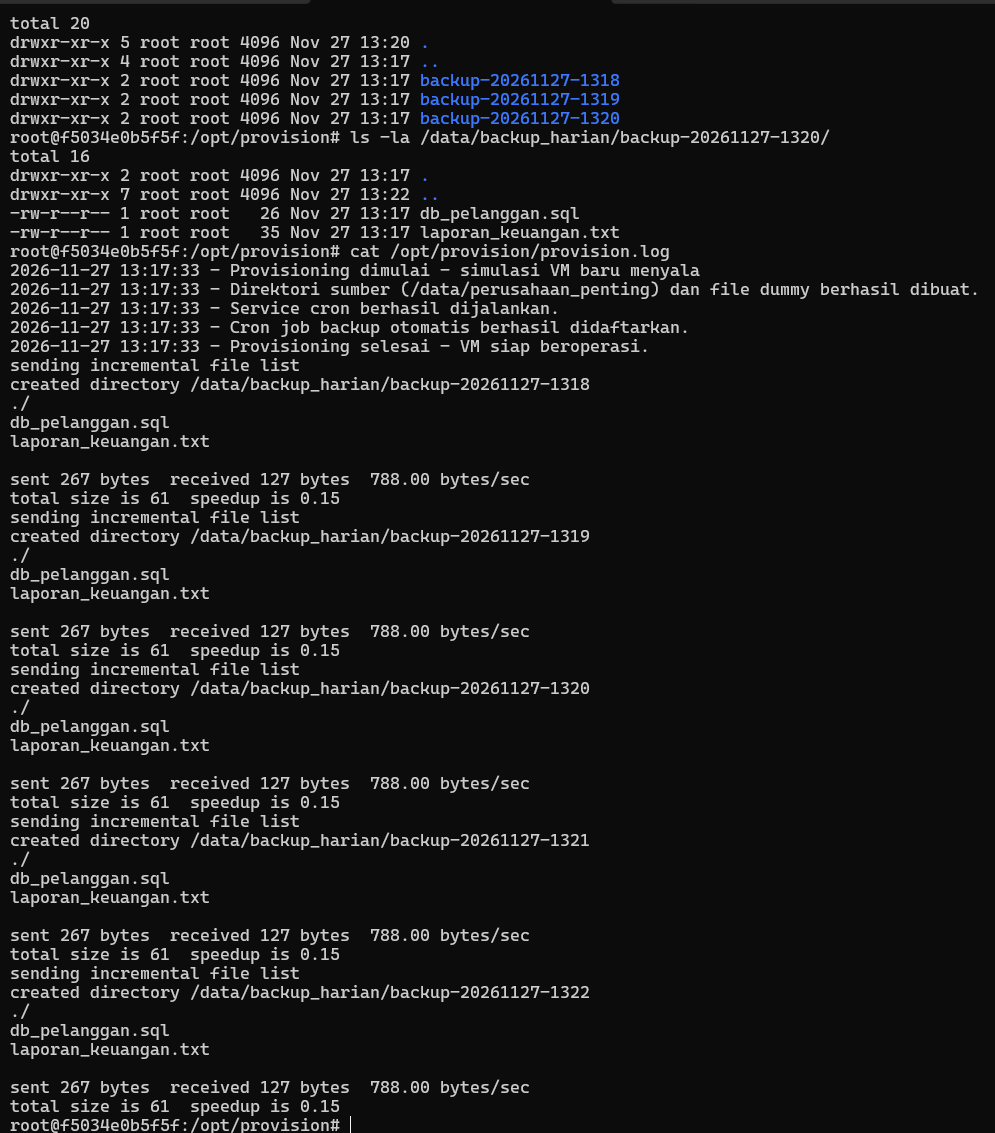 total 20
drwxr-xr-x 5 root root 4096 Nov 27 13:20 .
drwxr-xr-x 4 root root 4096 Nov 27 13:17 ..
drwxr-xr-x 2 root root 4096 Nov 27 13:17 backup-20261127-1318
drwxr-xr-x 2 root root 4096 Nov 27 13:17 backup-20261127-1319
drwxr-xr-x 2 root root 4096 Nov 27 13:17 backup-20261127-1320
root@f5034e0b5f5f:/opt/provision# ls -la /data/backup_harian/backup-20261127-1320/
total 16
drwxr-xr-x 2 root root 4096 Nov 27 13:17 .
drwxr-xr-x 7 root root 4096 Nov 27 13:22 ..
-rw-r--r-- 1 root root   26 Nov 27 13:17 db_pelanggan.sql
-rw-r--r-- 1 root root   35 Nov 27 13:17 laporan_keuangan.txt
root@f5034e0b5f5f:/opt/provision# cat /opt/provision/provision.log
2026-11-27 13:17:33 - Provisioning dimulai - simulasi VM baru menyala
2026-11-27 13:17:33 - Direktori sumber (/data/perusahaan_penting) dan file dummy berhasil dibuat.
2026-11-27 13:17:33 - Service cron berhasil dijalankan.
2026-11-27 13:17:33 - Cron job backup otomatis berhasil didaftarkan.
2026-11-27 13:17:33 - Provisioning selesai - VM siap beroperasi.
sending incremental file list
created directory /data/backup_harian/backup-20261127-1318
./
db_pelanggan.sql
laporan_keuangan.txt

sent 267 bytes  received 127 bytes  788.00 bytes/sec
total size is 61  speedup is 0.15
sending incremental file list
created directory /data/backup_harian/backup-20261127-1319
./
db_pelanggan.sql
laporan_keuangan.txt

sent 267 bytes  received 127 bytes  788.00 bytes/sec
total size is 61  speedup is 0.15
sending incremental file list
created directory /data/backup_harian/backup-20261127-1320
./
db_pelanggan.sql
laporan_keuangan.txt

sent 267 bytes  received 127 bytes  788.00 bytes/sec
total size is 61  speedup is 0.15
sending incremental file list
created directory /data/backup_harian/backup-20261127-1321
./
db_pelanggan.sql
laporan_keuangan.txt

sent 267 bytes  received 127 bytes  788.00 bytes/sec
total size is 61  speedup is 0.15
sending incremental file list
created directory /data/backup_harian/backup-20261127-1322
./
db_pelanggan.sql
laporan_keuangan.txt

sent 267 bytes  received 127 bytes  788.00 bytes/sec
total size is 61  speedup is 0.15
root@f5034e0b5f5f:/opt/provision#